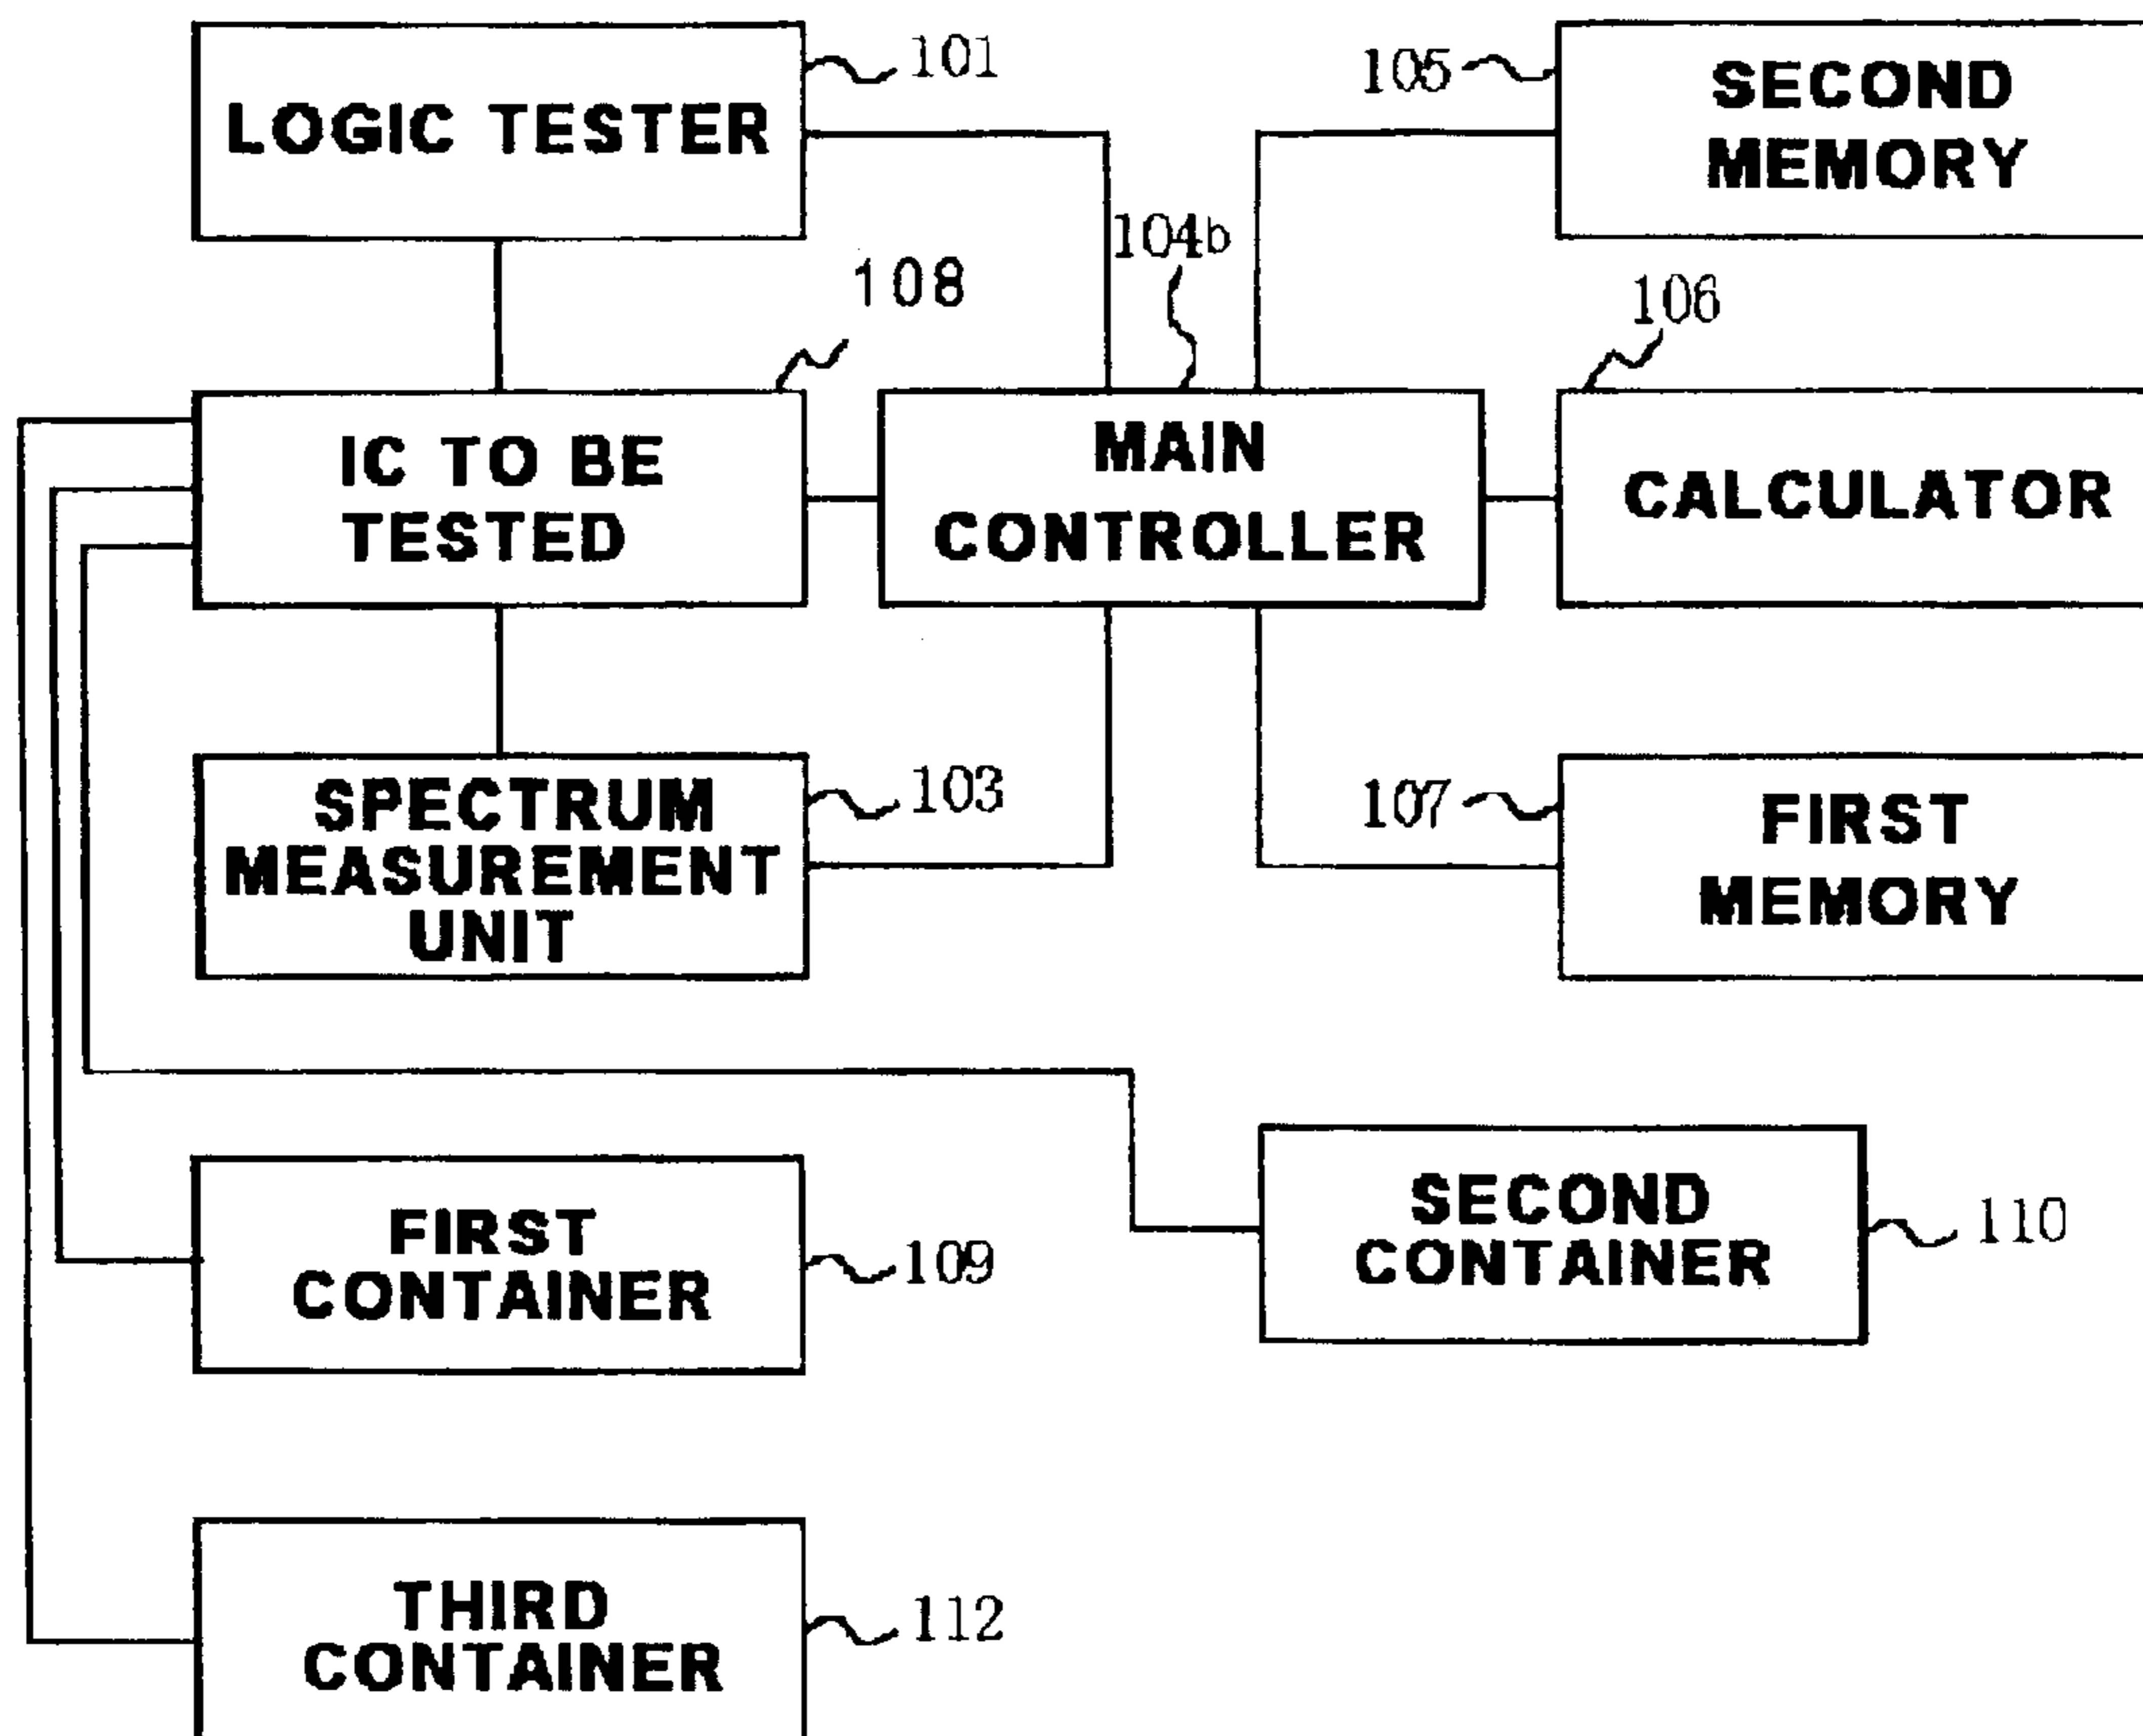 LOGIC TESTER
101
105
SECOND
MEMORY
104b
108
106
IC TO BE
TESTED
MAIN
CONTROLLER
CALCULATOR
SPECTRUM
MEASUREMENT
UNIT
103
107
FIRST
MEMORY
FIRST
CONTAINER
109
SECOND
CONTAINER
110
THIRD
CONTAINER
112